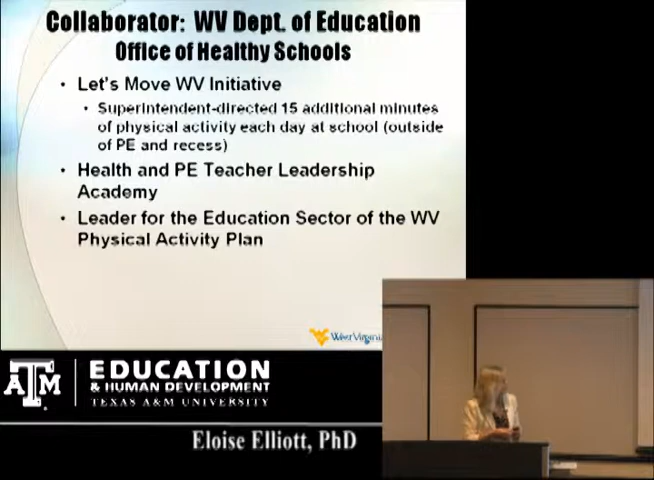 Collaborator: WV Dept. of Education
Office of Healthy Schools
• Let's Move WV Initiative
• Superintendent-directed 15 additional minutes
of physical activity each day at school (outside
of PE and recess)
• Health and PE Teacher Leadership
Academy
• Leader for the Education Sector of the WV
Physical Activity Plan
WestVirginia
ATM
EDUCATION
& HUMAN DEVELOPMENT
TEXAS A&M UNIVERSITY
Eloise Elliott, PhD